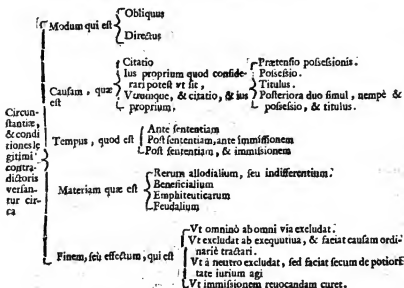 Modum qui est
Obliquus
Directus
Causam, quæ est
Citatio
Ius proprium quod conside-
rari potest vt sit,
Vtrumque, & citatio, & ius
proprium,
Prætensio possessionis.
Possessio.
Titulus.
Posteriora duo simul, nempè &
possessio, & titulus.
Circun-
stantiæ,
& condi
tiones le
gitimi
contra-
dictoris
versan-
tur cir-
ca
Tempus, quod est
Ante sententiam
Post sententiam, ante immissionem
Post sententiam, & immissionem
Materiam quæ est
Rerum allodialium, seu indifferentium.
Beneficialium
Emphiteuticarum
Feudalium
Finem, seù effectum, qui est
Vt omninò ab omni via excludat.
Vt excludat ab exequutiua, & faciat causam ordi-
nariè tractari.
Vt à neutro excludat, sed faciat secum de potiori-
tate iurium agi
Vt immissionem reuocandam curet.